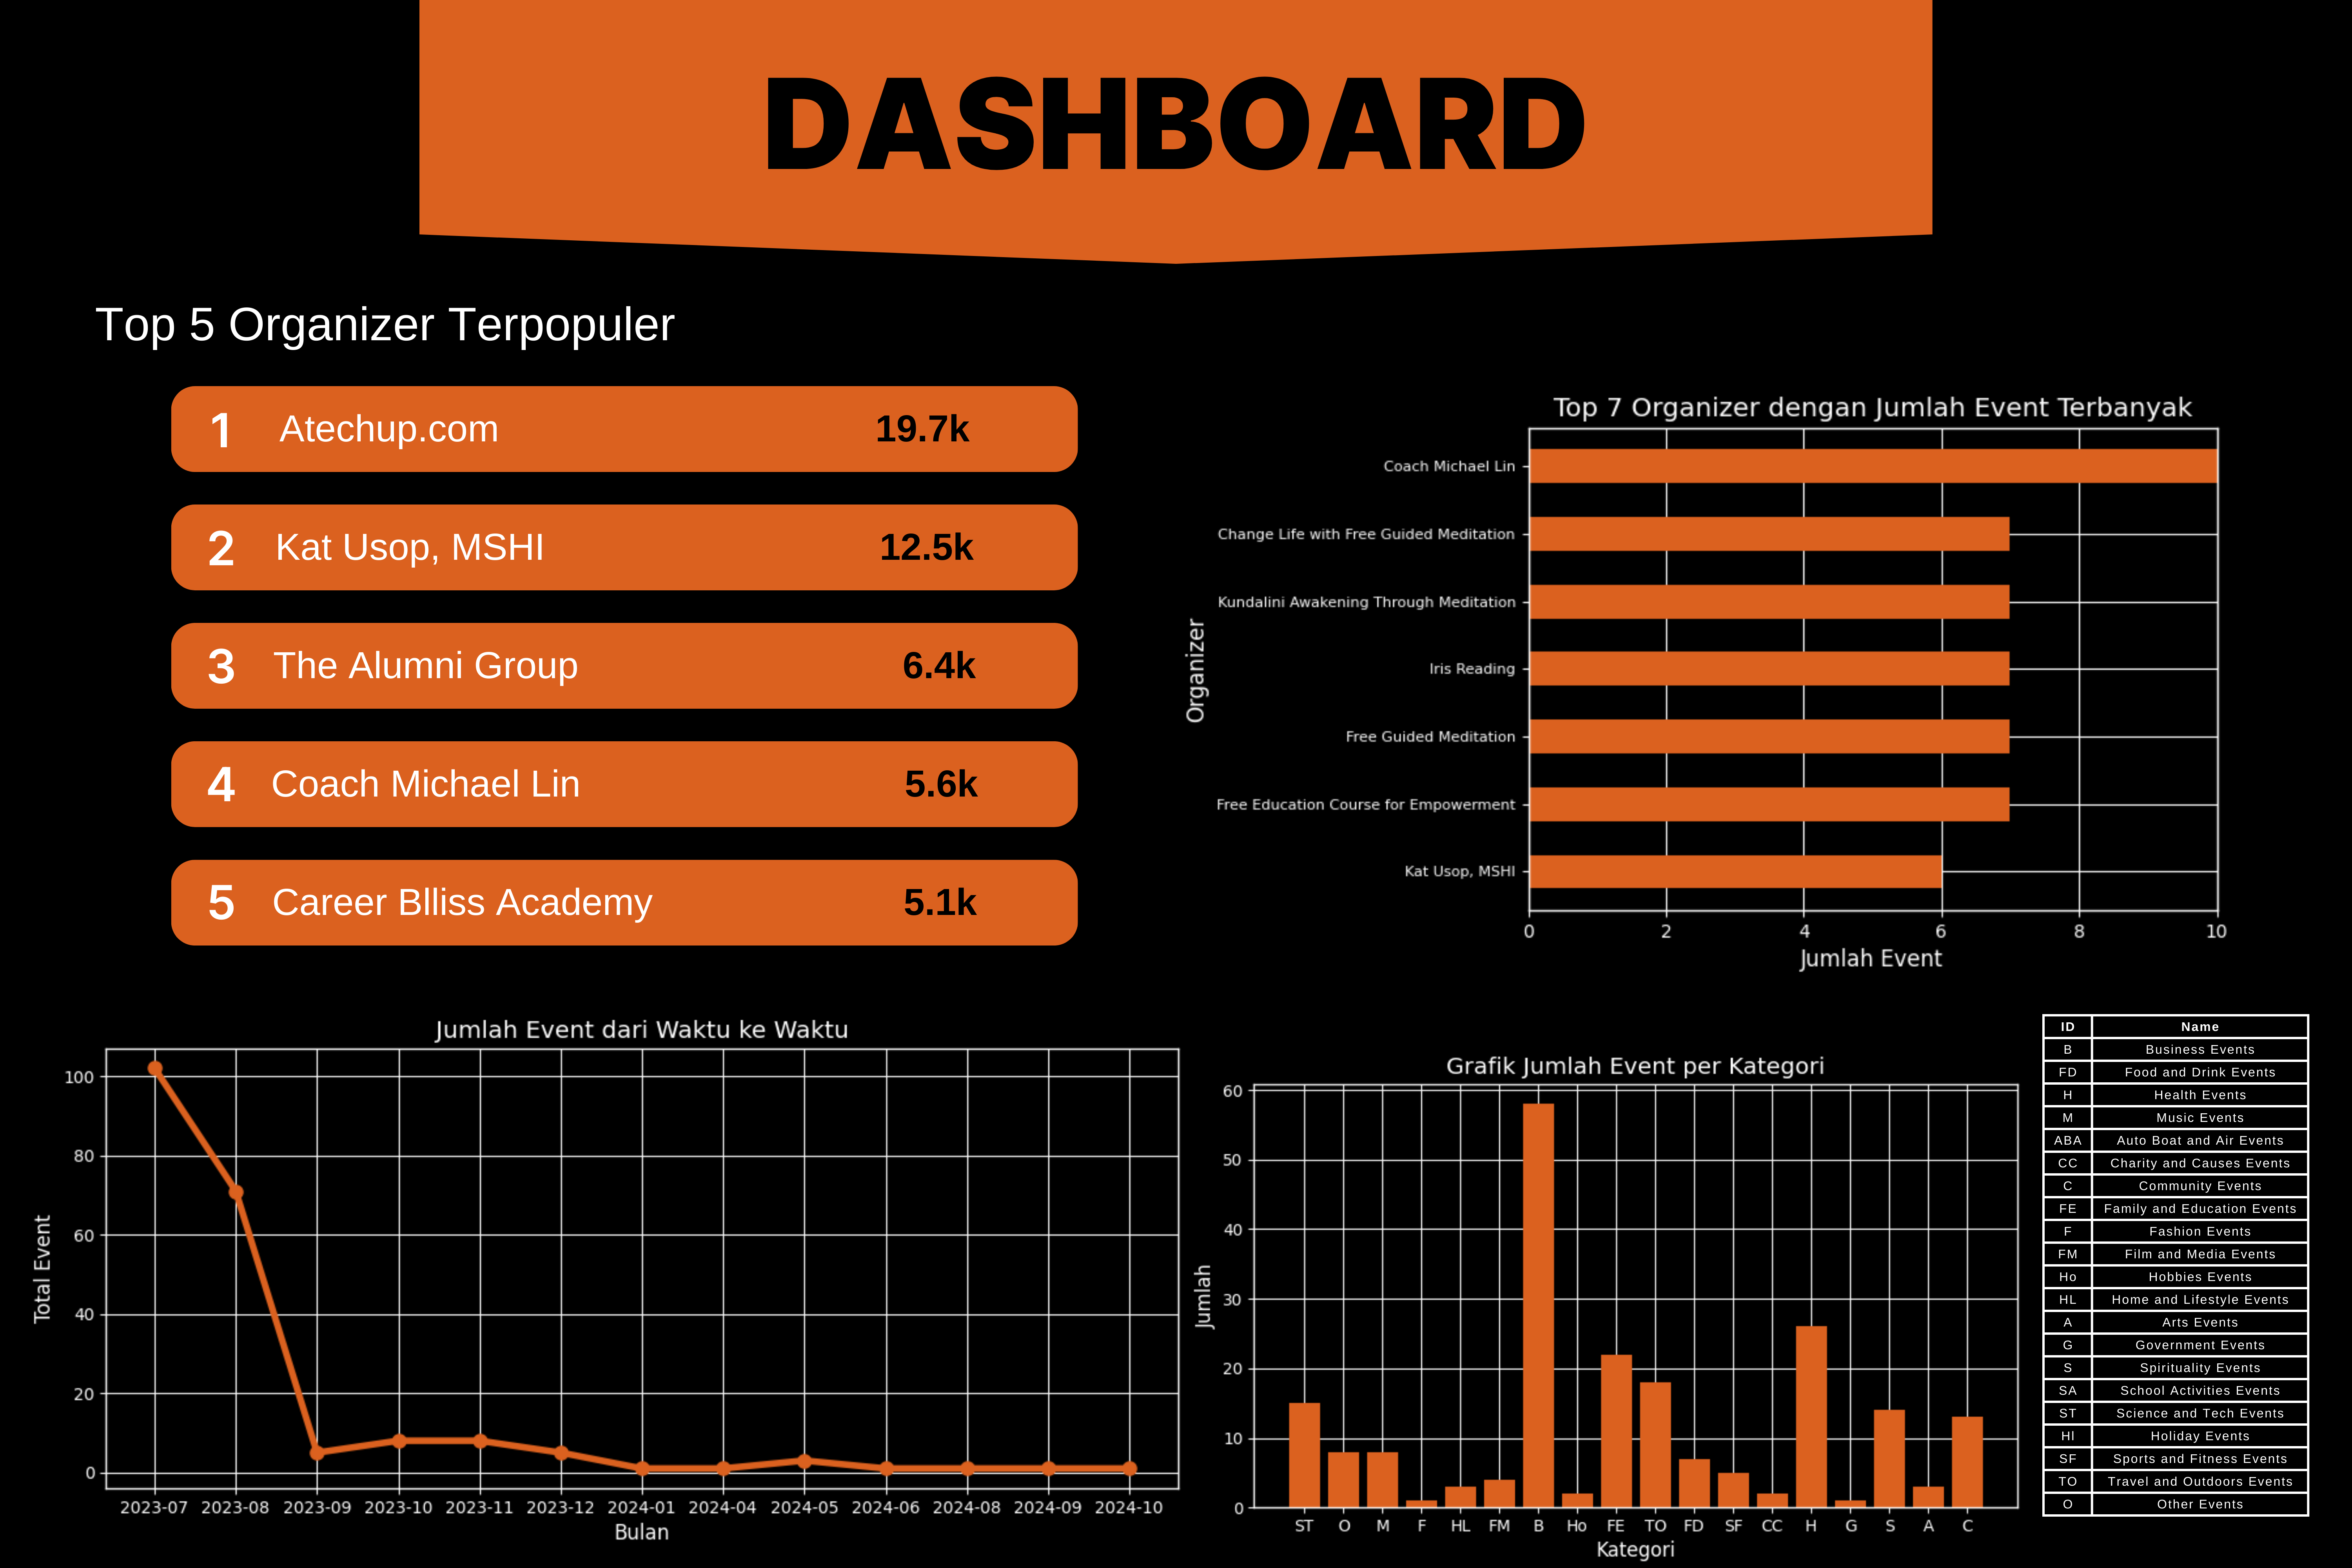 DASHBOARD
Top 5 Organizer Terpopuler
1 Atechup.com 19.7k
2 Kat Usop, MSHI 12.5k
3 The Alumni Group 6.4k
4 Coach Michael Lin 5.6k
5 Career Blliss Academy 5.1k
Top 7 Organizer dengan Jumlah Event Terbanyak
Organizer
Coach Michael Lin
Change Life with Free Guided Meditation
Kundalini Awakening Through Meditation
Iris Reading
Free Guided Meditation
Free Education Course for Empowerment
Kat Usop, MSHI
0 2 4 6 8 10
Jumlah Event
Jumlah Event dari Waktu ke Waktu
Total Event
100
80
60
40
20
0
2023-07 2023-08 2023-09 2023-10 2023-11 2023-12 2024-01 2024-04 2024-05 2024-06 2024-08 2024-09 2024-10
Bulan
Grafik Jumlah Event per Kategori
Jumlah
60
50
40
30
20
10
0
ST O M F HL FM B Ho FE TO FD SF CC H G S A C
Kategori
ID Name
B Business Events
FD Food and Drink Events
H Health Events
M Music Events
ABA Auto Boat and Air Events
CC Charity and Causes Events
C Community Events
FE Family and Education Events
F Fashion Events
FM Film and Media Events
Ho Hobbies Events
HL Home and Lifestyle Events
A Arts Events
G Government Events
S Spirituality Events
SA School Activities Events
ST Science and Tech Events
Hl Holiday Events
SF Sports and Fitness Events
TO Travel and Outdoors Events
O Other Events